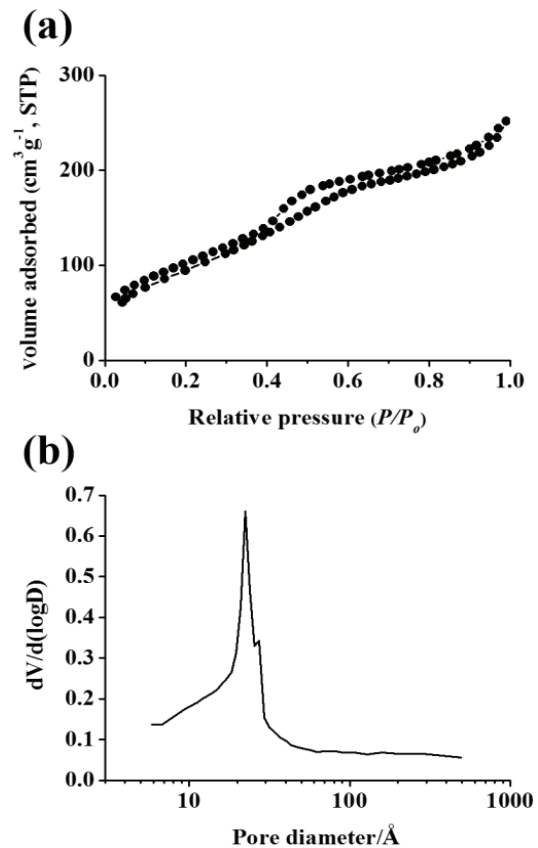 (a)
volume adsorbed (cm³g⁻¹, STP)
300
200
100
0
0.0 0.2 0.4 0.6 0.8 1.0
Relative pressure (P/Pₒ)
(b)
dV/d(logD)
0.7
0.6
0.5
0.4
0.3
0.2
0.1
0.0
10 100 1000
Pore diameter/Å